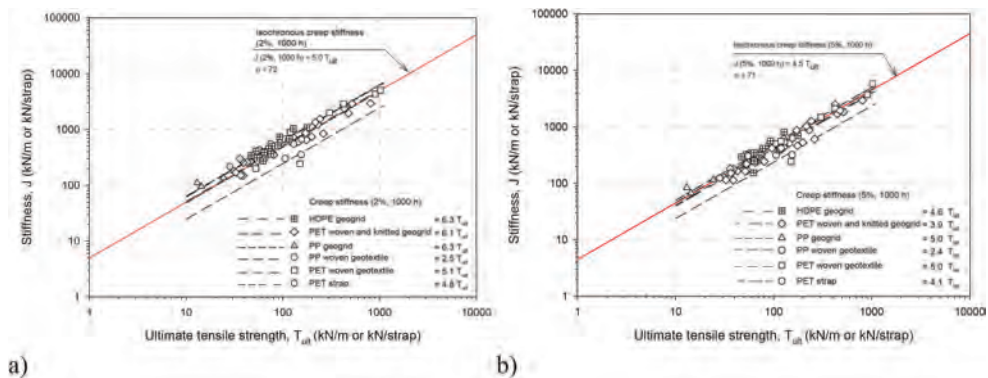 100000
10000
1000
100
10
1
Stiffness, J (kN/m or kN/strap)
Isochronous creep stiffness
(2%, 1000 h)
J (2%, 1000 h) = 5.0 Tult
n = 72
Creep stiffness (2%, 1000 h)
HDPE geogrid = 6.3 Tult
PET woven and knitted geogrid = 6.1 Tult
PP geogrid = 6.3 Tult
PP woven geotextile = 2.5 Tult
PET woven geotextile = 5.1 Tult
PET strap = 4.8 Tult
1 10 100 1000 10000
Ultimate tensile strength, Tult (kN/m or kN/strap)
a)
100000
10000
1000
100
10
1
Stiffness, J (kN/m or kN/strap)
Isochronous creep stiffness (5%, 1000 h)
J (5%, 1000 h) = 4.5 Tult
n = 71
Creep stiffness (5%, 1000 h)
HDPE geogrid = 4.6 Tult
PET woven and knitted geogrid = 3.9 Tult
PP geogrid = 5.0 Tult
PP woven geotextile = 2.4 Tult
PET woven geotextile = 5.0 Tult
PET strap = 4.1 Tult
1 10 100 1000 10000
Ultimate tensile strength, Tult (kN/m or kN/strap)
b)